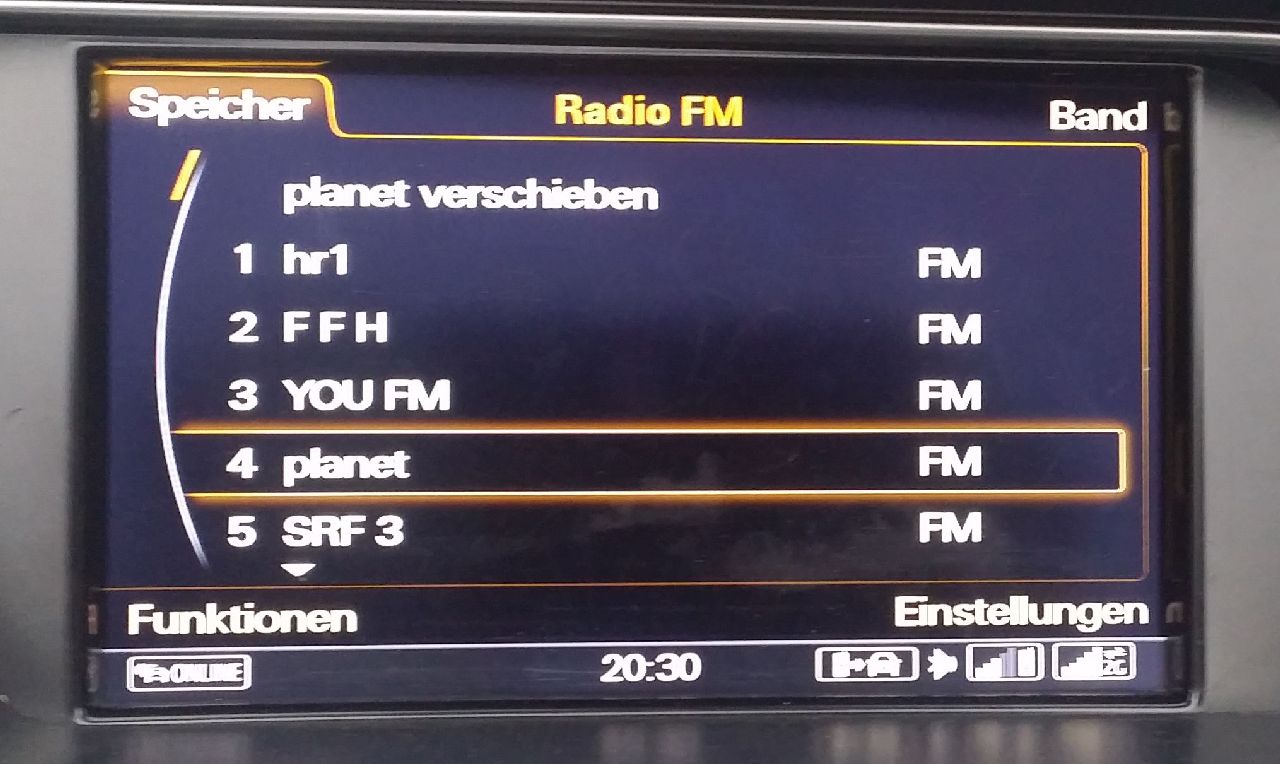 Speicher Radio FM Band
planet verschieben
1 hr1 FM
2 F F H FM
3 YOU FM FM
4 planet FM
5 SRF 3 FM
Funktionen Einstellungen
ONLINE 20:30 2G